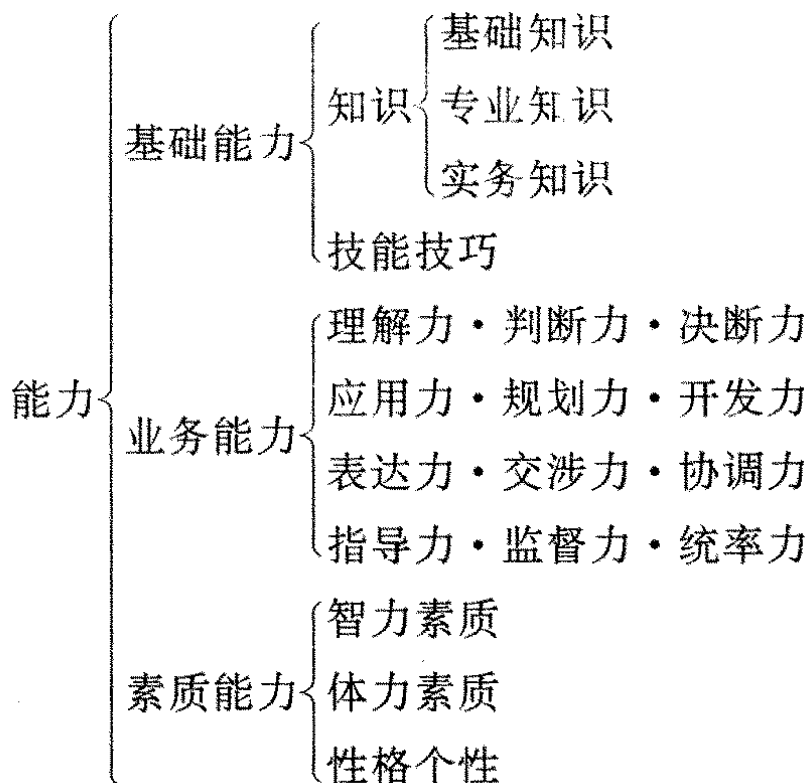 基础知识
知识
专业知识
基础能力
实务知识
技能技巧
理解力·判断力·决断力
能力
应用力·规划力·开发力
业务能力
表达力·交涉力·协调力
指导力·监督力·统率力
智力素质
素质能力
体力素质
性格个性